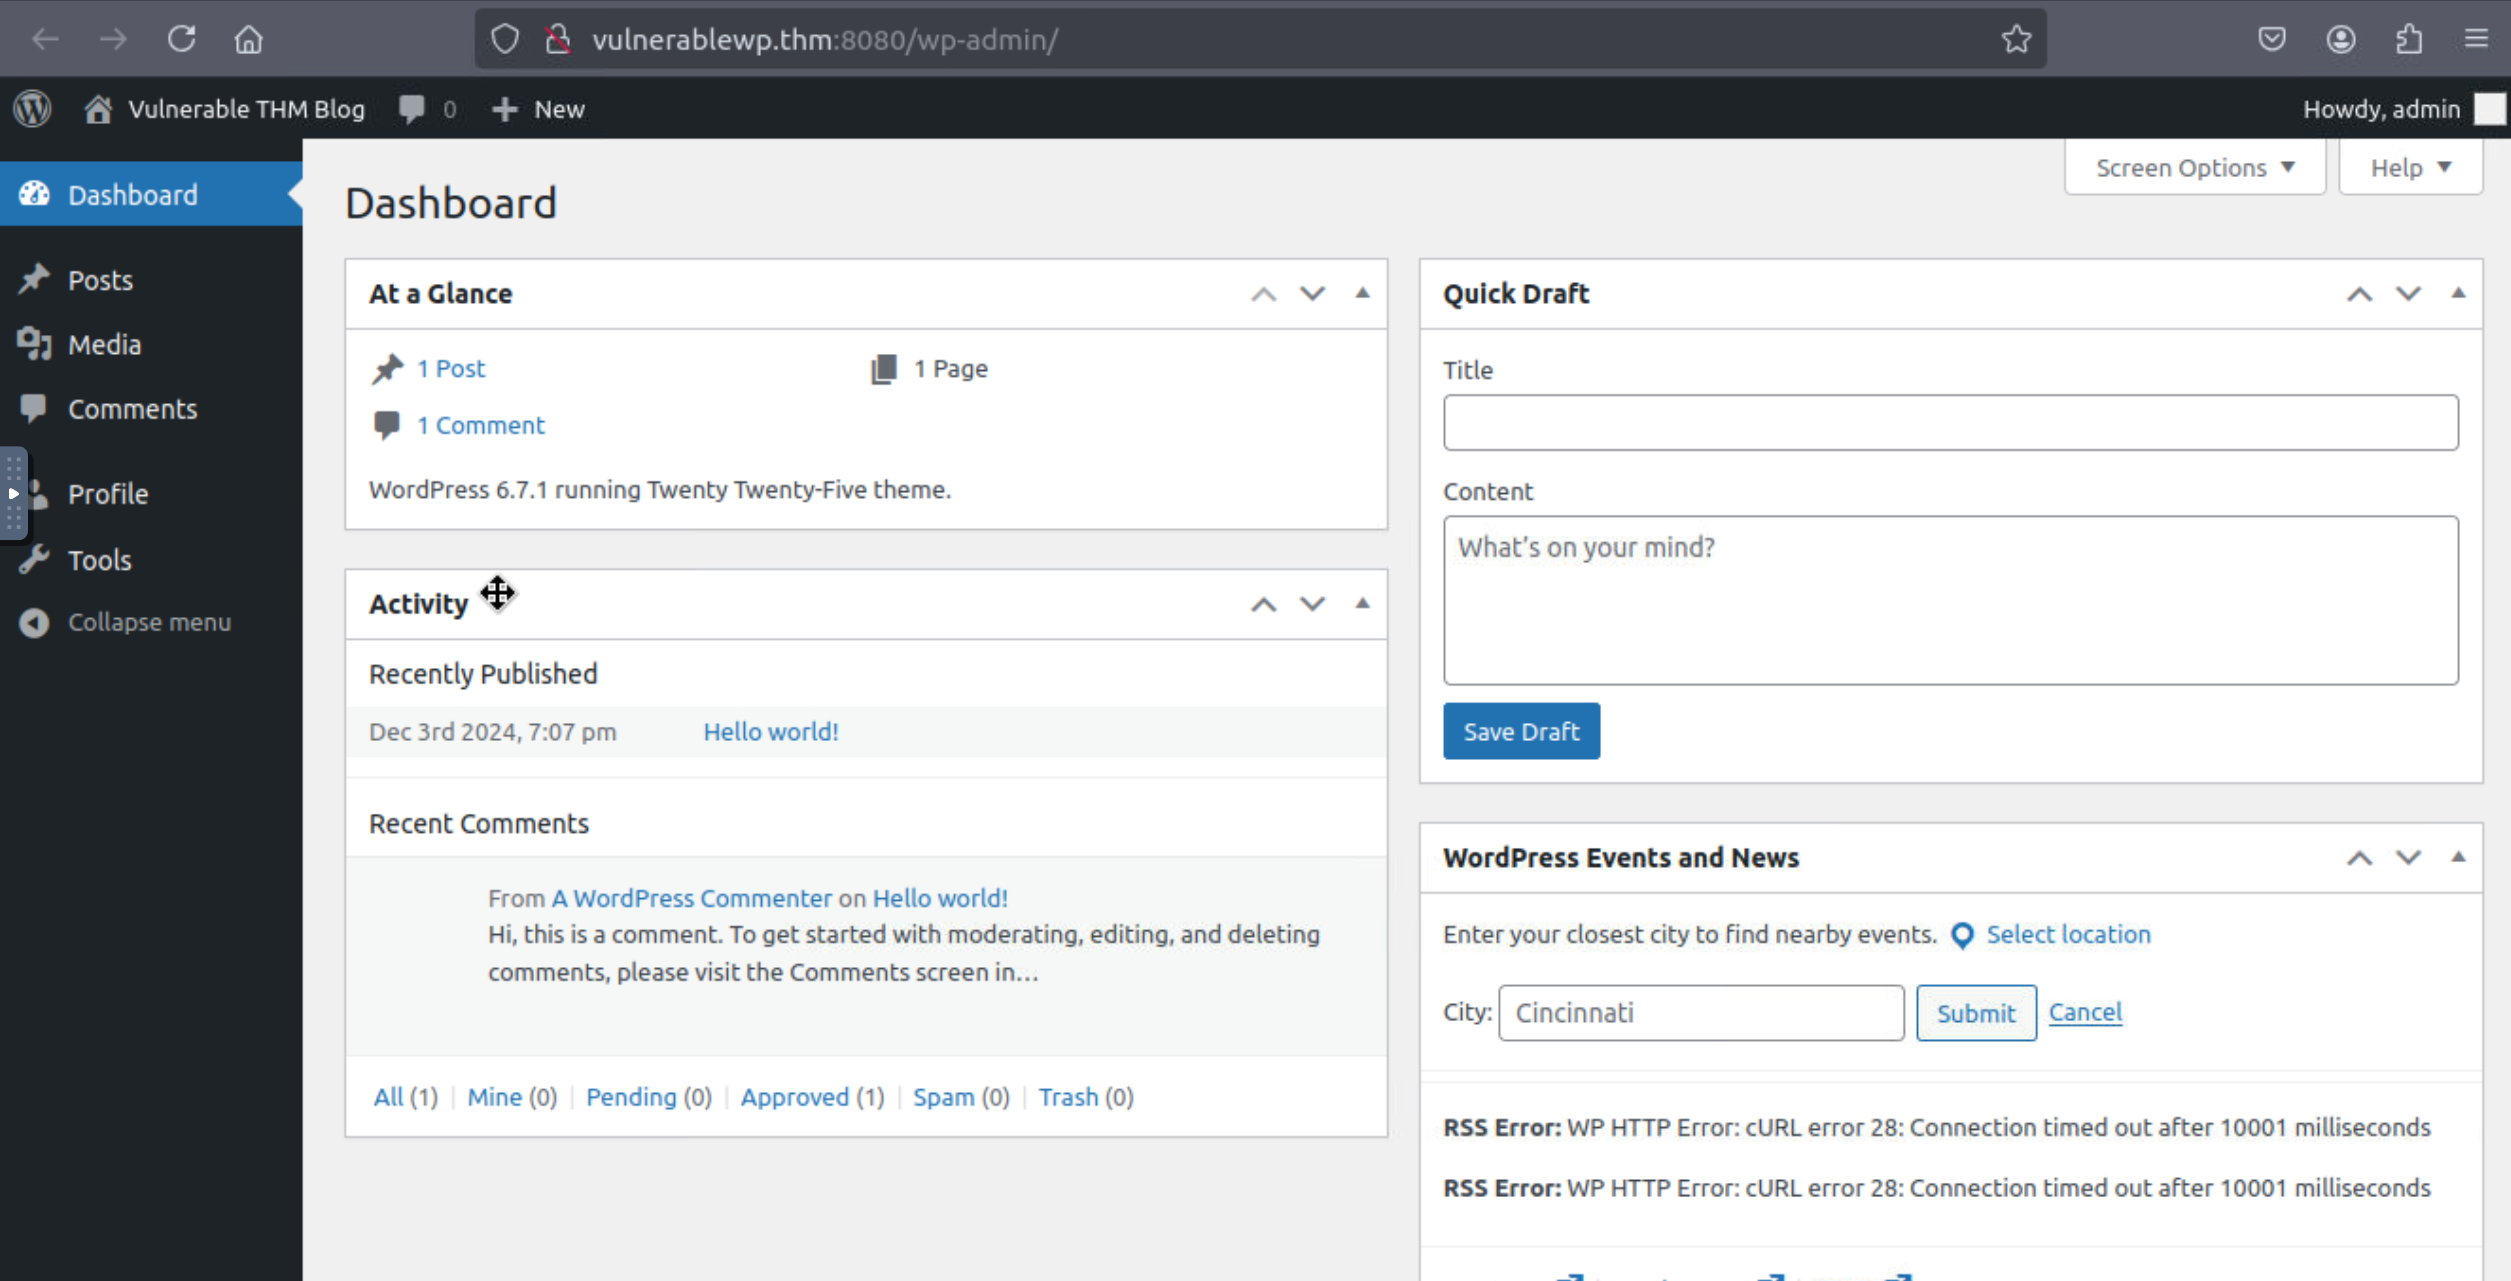 vulnerablewp.thm:8080/wp-admin/
Vulnerable THM Blog 0 New Howdy, admin
Screen Options Help
Dashboard
Posts
Media
Comments
Profile
Tools
Collapse menu
Dashboard
At a Glance
1 Post 1 Page
1 Comment
WordPress 6.7.1 running Twenty Twenty-Five theme.
Activity
Recently Published
Dec 3rd 2024, 7:07 pm Hello world!
Recent Comments
From A WordPress Commenter on Hello world!
Hi, this is a comment. To get started with moderating, editing, and deleting
comments, please visit the Comments screen in…
All (1) | Mine (0) | Pending (0) | Approved (1) | Spam (0) | Trash (0)
Quick Draft
Title
Content
What's on your mind?
Save Draft
WordPress Events and News
Enter your closest city to find nearby events. Select location
City: Cincinnati Submit Cancel
RSS Error: WP HTTP Error: cURL error 28: Connection timed out after 10001 milliseconds
RSS Error: WP HTTP Error: cURL error 28: Connection timed out after 10001 milliseconds